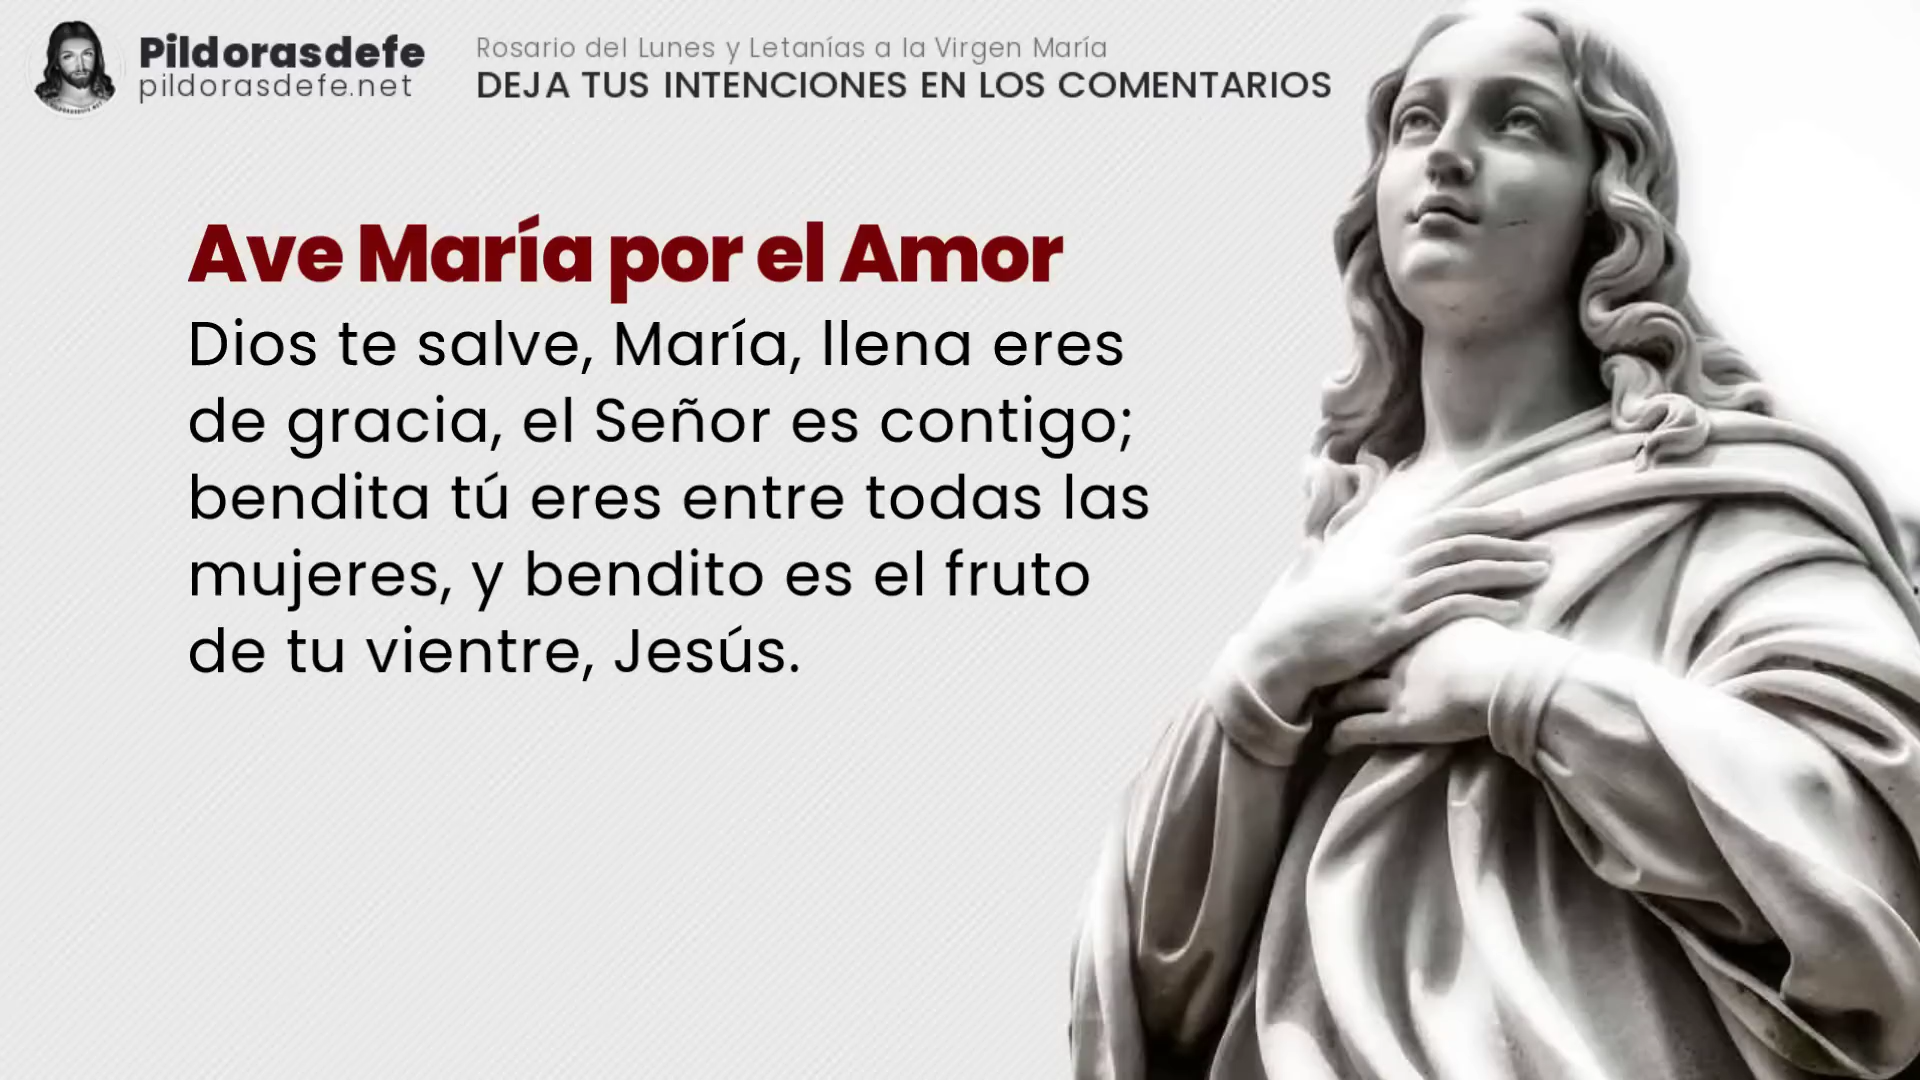 Pildorasdefe
pildorasdefe.net
Rosario del Lunes y Letanías a la Virgen María
DEJA TUS INTENCIONES EN LOS COMENTARIOS
Ave María por el Amor
Dios te salve, María, llena eres
de gracia, el Señor es contigo;
bendita tú eres entre todas las
mujeres, y bendito es el fruto
de tu vientre, Jesús.